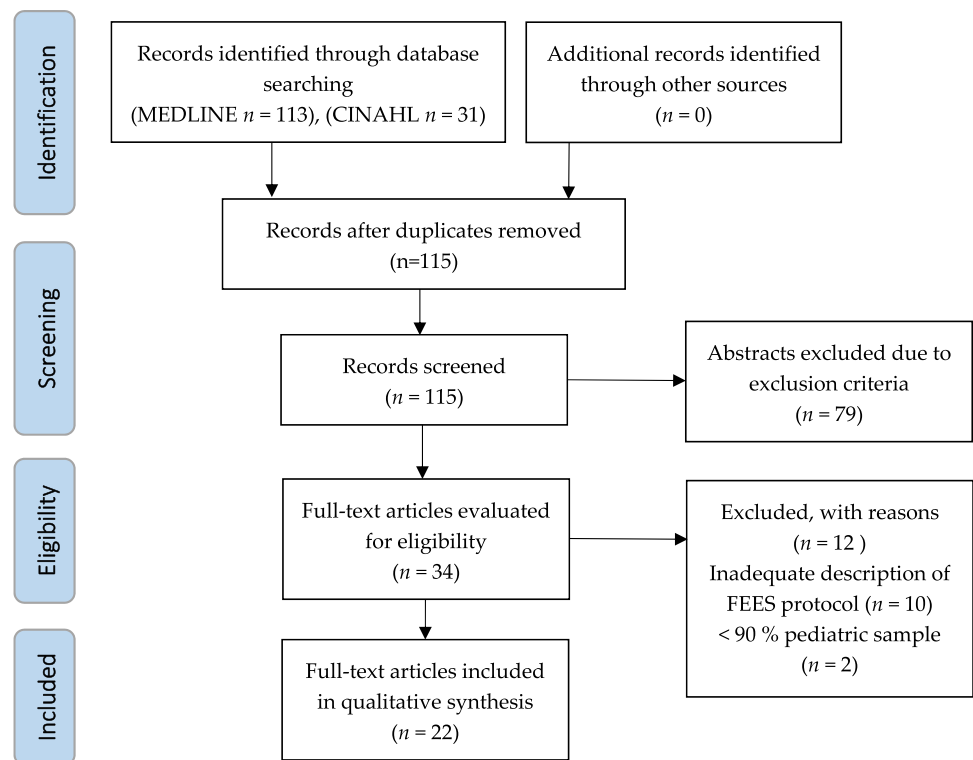 Identification
Records identified through database
searching
(MEDLINE n = 113), (CINAHL n = 31)
Additional records identified
through other sources
(n = 0)
Records after duplicates removed
(n=115)
Screening
Records screened
(n = 115)
Abstracts excluded due to
exclusion criteria
(n = 79)
Eligibility
Full-text articles evaluated
for eligibility
(n = 34)
Excluded, with reasons
(n = 12 )
Inadequate description of
FEES protocol (n = 10)
< 90 % pediatric sample
(n = 2)
Included
Full-text articles included
in qualitative synthesis
(n = 22)